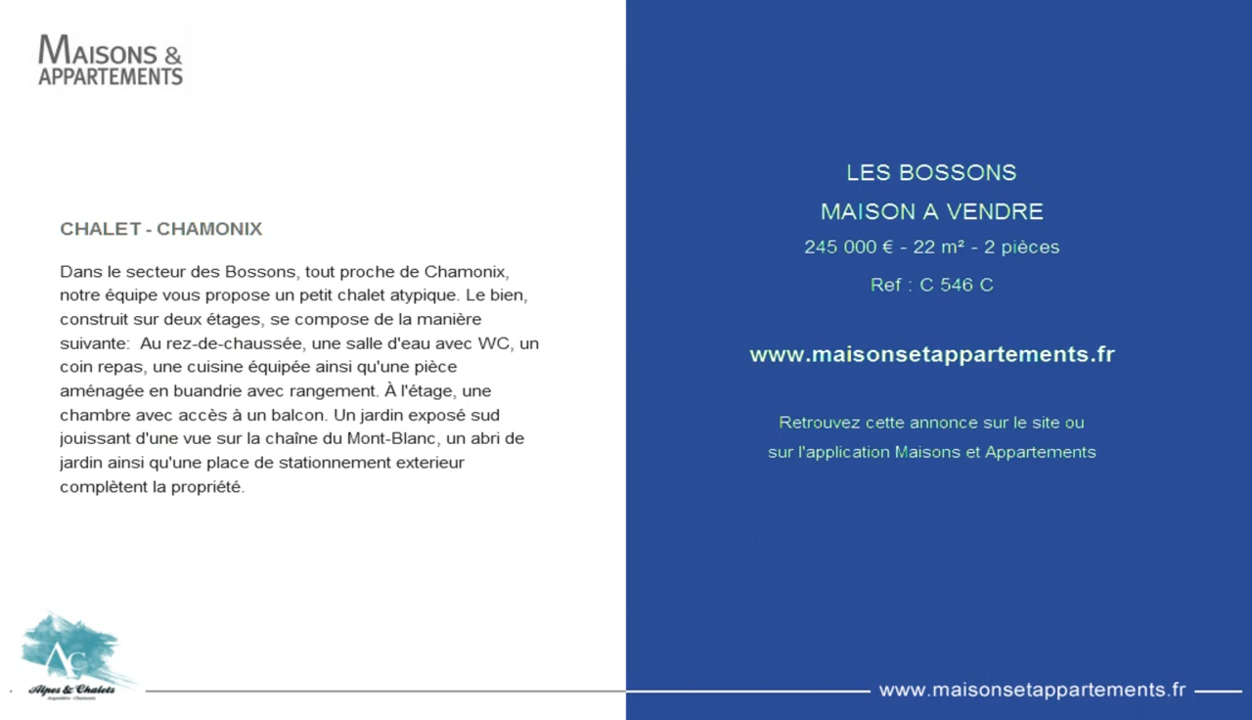 MAISONS &
APPARTEMENTS
CHALET - CHAMONIX
Dans le secteur des Bossons, tout proche de Chamonix,
notre équipe vous propose un petit chalet atypique. Le bien,
construit sur deux étages, se compose de la manière
suivante:  Au rez-de-chaussée, une salle d'eau avec WC, un
coin repas, une cuisine équipée ainsi qu'une pièce
aménagée en buandrie avec rangement. À l'étage, une
chambre avec accès à un balcon. Un jardin exposé sud
jouissant d'une vue sur la chaîne du Mont-Blanc, un abri de
jardin ainsi qu'une place de stationnement exterieur
complètent la propriété.
AC
Alpes & Chalets
LES BOSSONS
MAISON A VENDRE
245 000 € - 22 m² - 2 pièces
Ref : C 546 C
www.maisonsetappartements.fr
Retrouvez cette annonce sur le site ou
sur l'application Maisons et Appartements
www.maisonsetappartements.fr